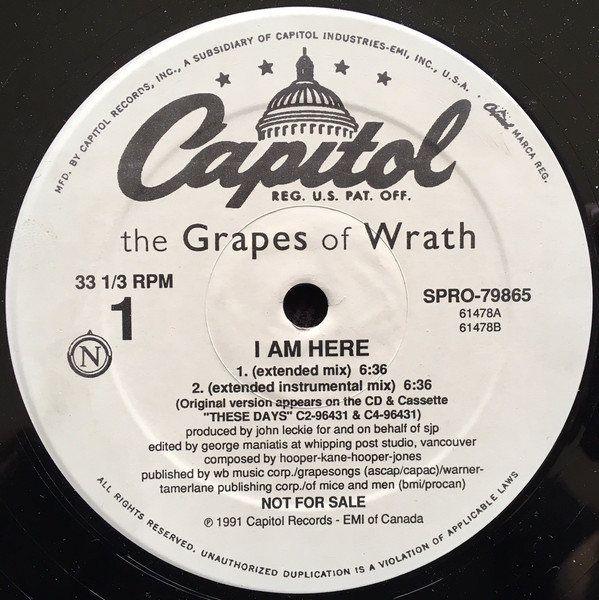 MFD. BY CAPITOL RECORDS, INC., A SUBSIDIARY OF CAPITOL INDUSTRIES-EMI, INC., U.S.A. . Capitol MARCA REG.
Capitol
REG. U.S. PAT. OFF.
the Grapes of Wrath
33 1/3 RPM
1
N
SPRO-79865
61478A
61478B
I AM HERE
1. (extended mix) 6:36
2. (extended instrumental mix) 6:36
(Original version appears on the CD & Cassette
"THESE DAYS" C2-96431 & C4-96431)
produced by john leckie for and on behalf of sjp
edited by george maniatis at whipping post studio, vancouver
composed by hooper-kane-hooper-jones
published by wb music corp./grapesongs (ascap/capac)/warner-
tamerlane publishing corp./of mice and men (bmi/procan)
NOT FOR SALE
℗ 1991 Capitol Records - EMI of Canada
ALL RIGHTS RESERVED. UNAUTHORIZED DUPLICATION IS A VIOLATION OF APPLICABLE LAWS